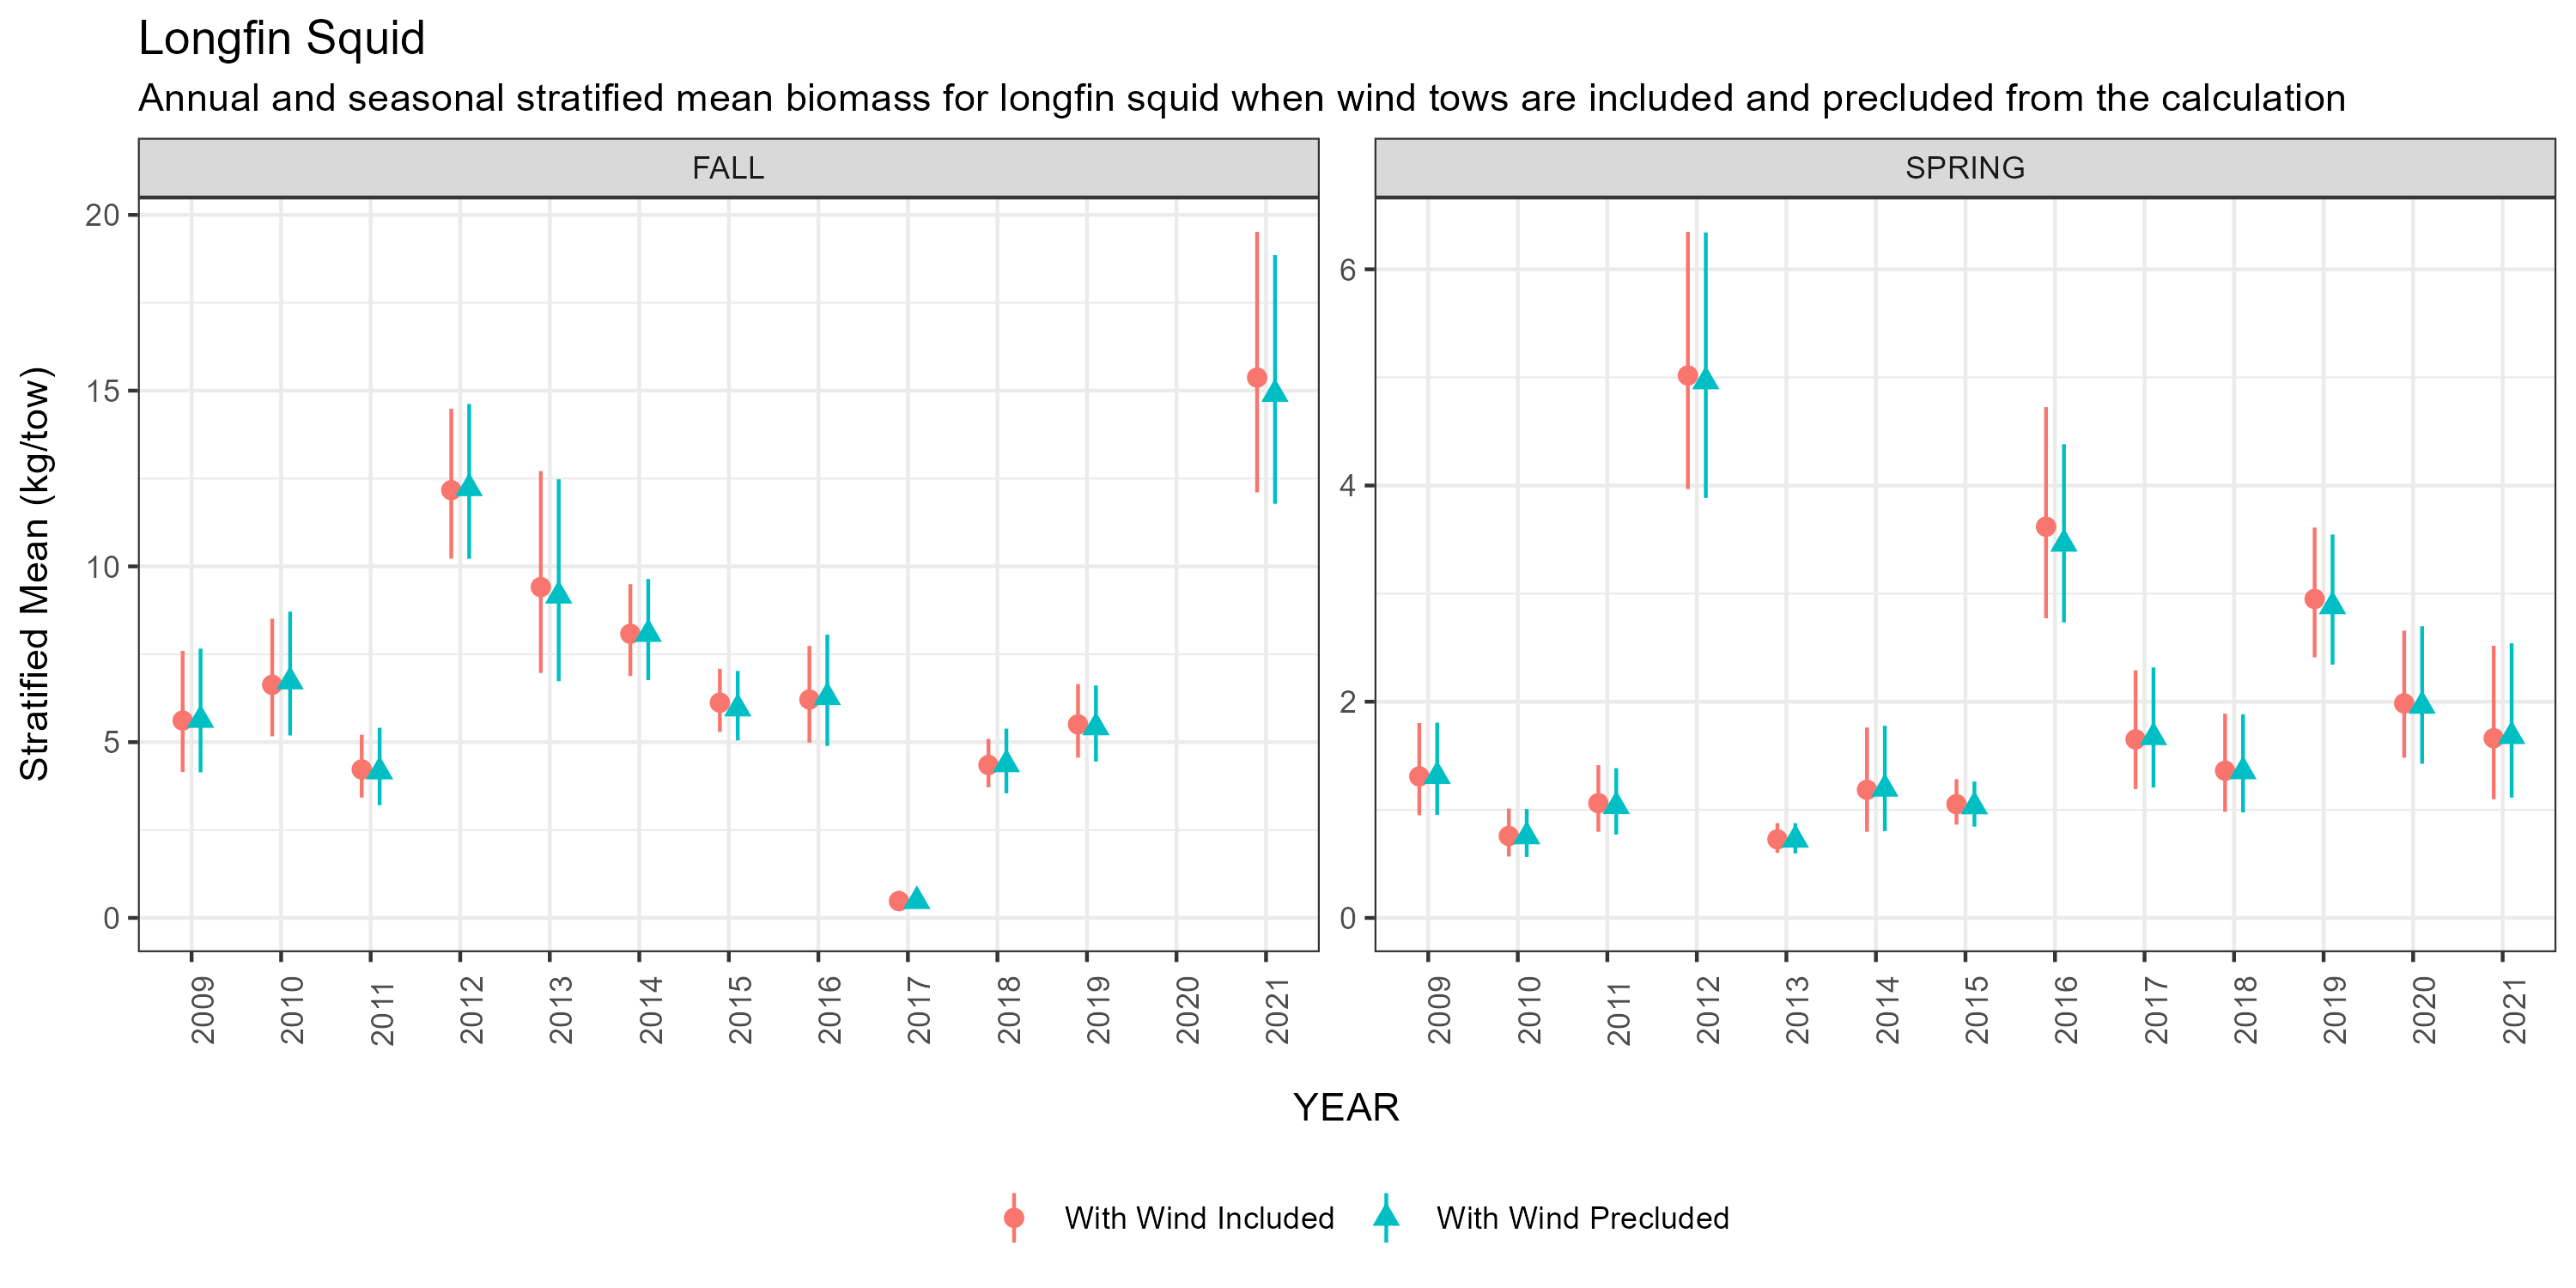 Longfin Squid
Annual and seasonal stratified mean biomass for longfin squid when wind tows are included and precluded from the calculation
FALL
SPRING
Stratified Mean (kg/tow)
20
15
10
5
0
6
4
2
0
2009 2010 2011 2012 2013 2014 2015 2016 2017 2018 2019 2020 2021
2009 2010 2011 2012 2013 2014 2015 2016 2017 2018 2019 2020 2021
YEAR
With Wind Included
With Wind Precluded